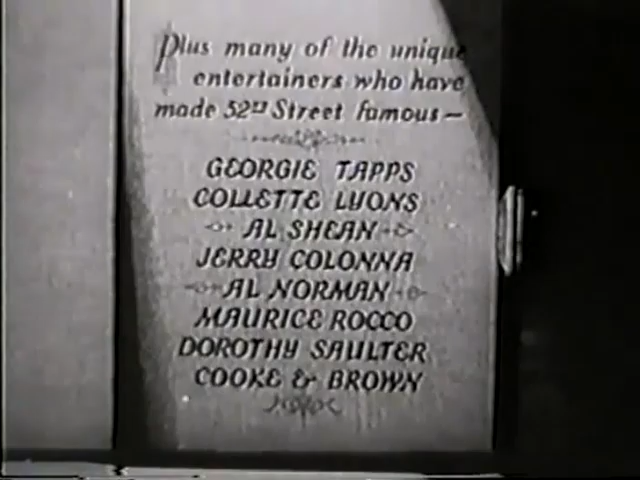 Plus many of the unique
entertainers who have
made 52nd Street famous—
GEORGIE TAPPS
COLLETTE LYONS
AL SHEAN
JERRY COLONNA
AL NORMAN
MAURICE ROCCO
DOROTHY SAULTER
COOKE & BROWN